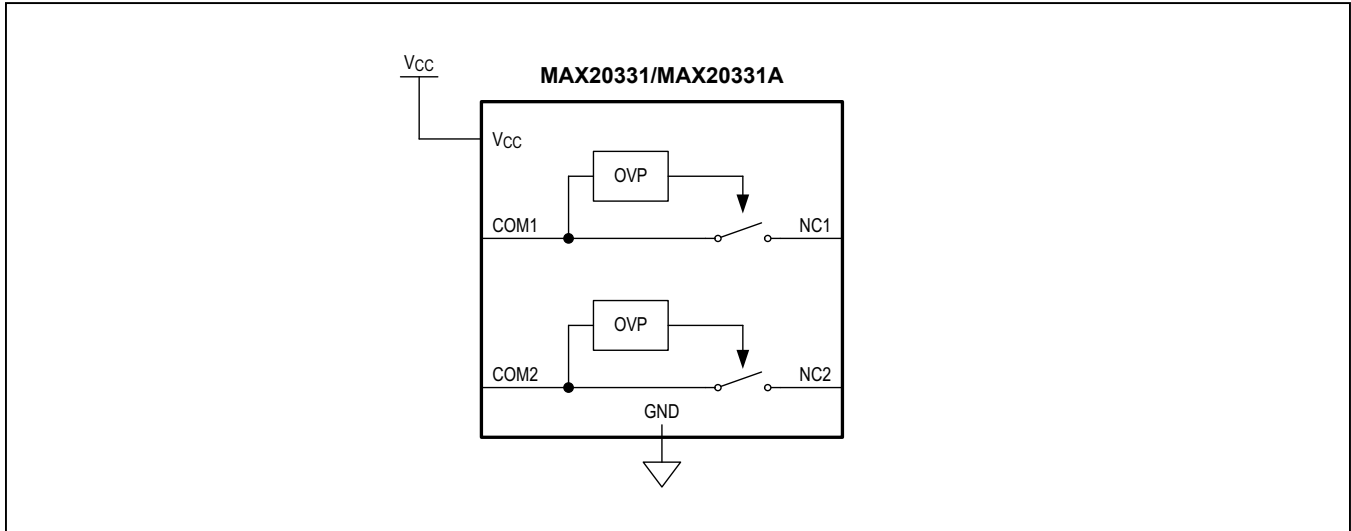 VCC
MAX20331/MAX20331A
VCC
OVP
COM1
NC1
OVP
COM2
NC2
GND